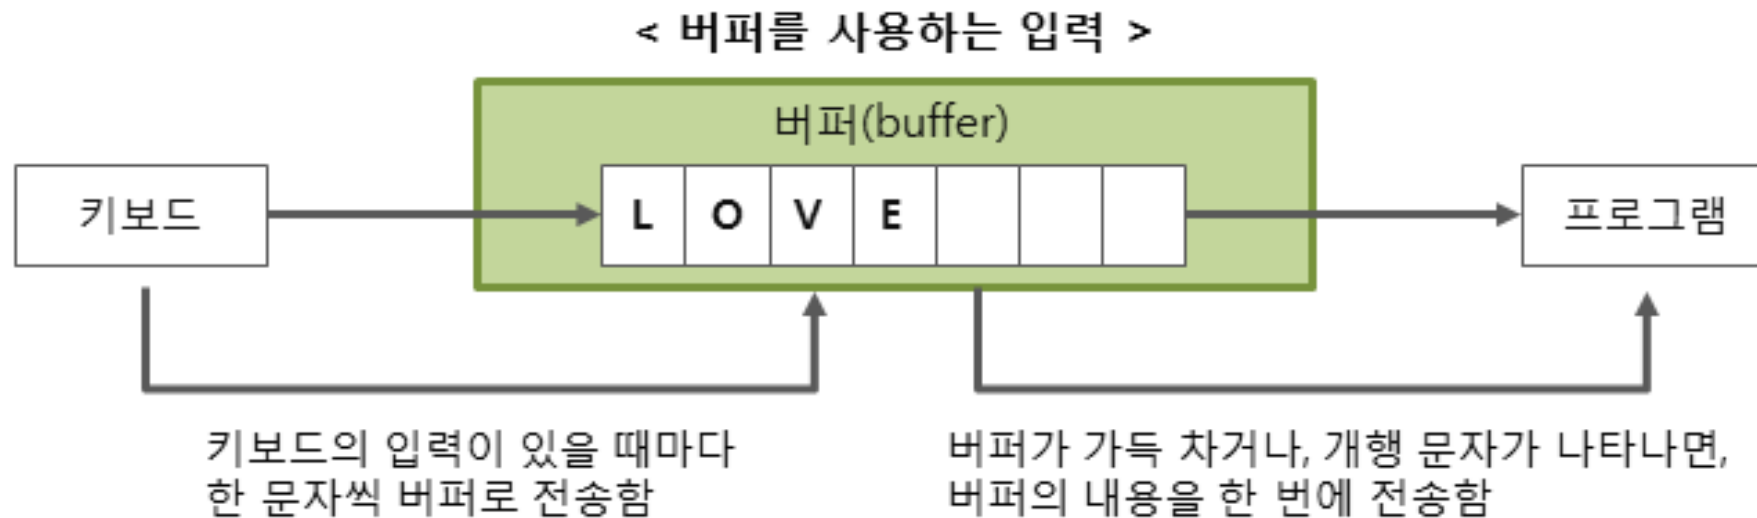 < 버퍼를 사용하는 입력 >
버퍼(buffer)
키보드
L O V E
프로그램
키보드의 입력이 있을 때마다
한 문자씩 버퍼로 전송함
버퍼가 가득 차거나, 개행 문자가 나타나면,
버퍼의 내용을 한 번에 전송함